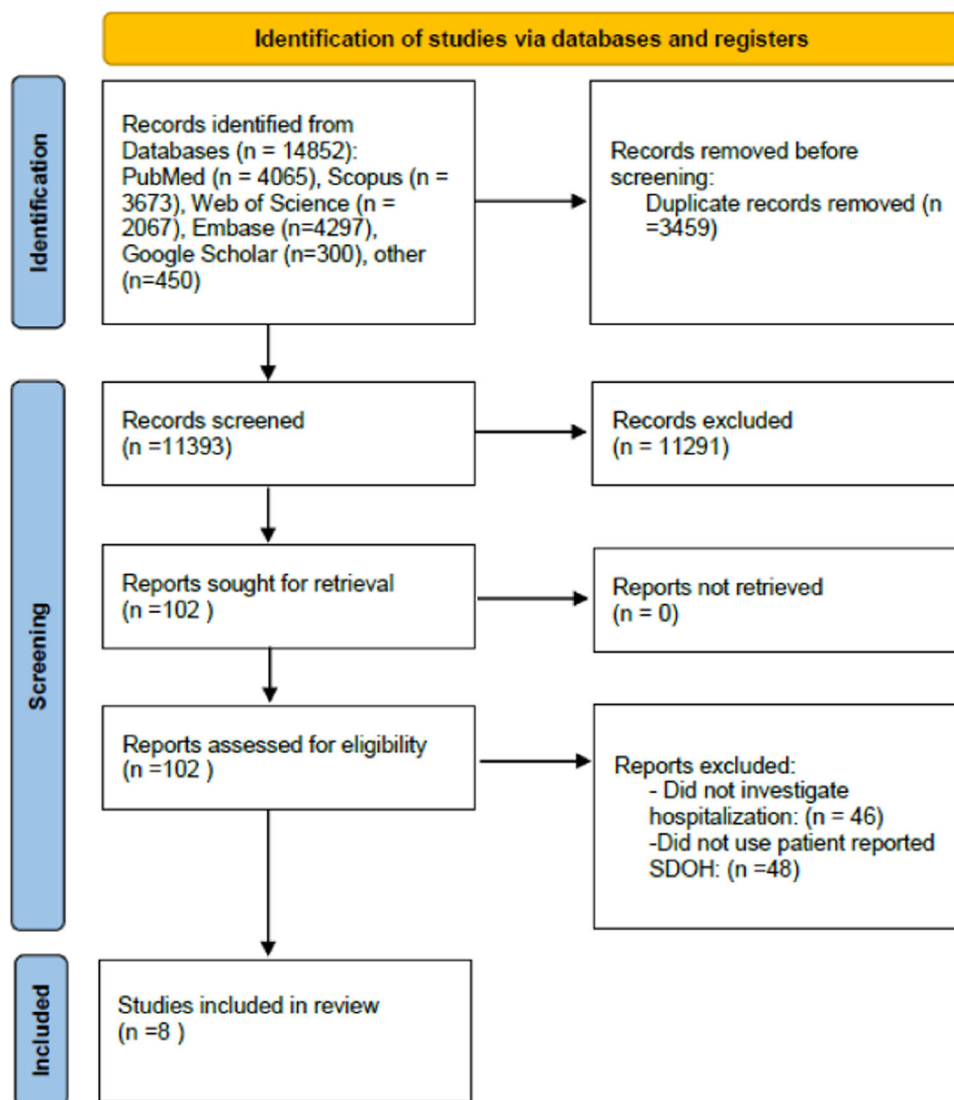 Identification of studies via databases and registers
Identification
Records identified from
Databases (n = 14852):
PubMed (n = 4065), Scopus (n =
3673), Web of Science (n =
2067), Embase (n=4297),
Google Scholar (n=300), other
(n=450)
Records removed before
screening:
Duplicate records removed (n
=3459)
Screening
Records screened
(n =11393)
Records excluded
(n = 11291)
Reports sought for retrieval
(n =102 )
Reports not retrieved
(n = 0)
Reports assessed for eligibility
(n =102 )
Reports excluded:
- Did not investigate
hospitalization: (n = 46)
-Did not use patient reported
SDOH: (n =48)
Included
Studies included in review
(n =8 )